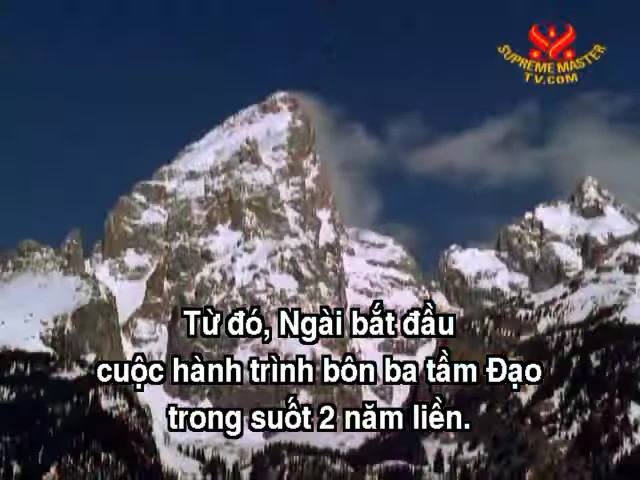 SUPREME MASTER
TV.COM
Từ đó, Ngài bắt đầu
cuộc hành trình bôn ba tầm Đạo
trong suốt 2 năm liền.